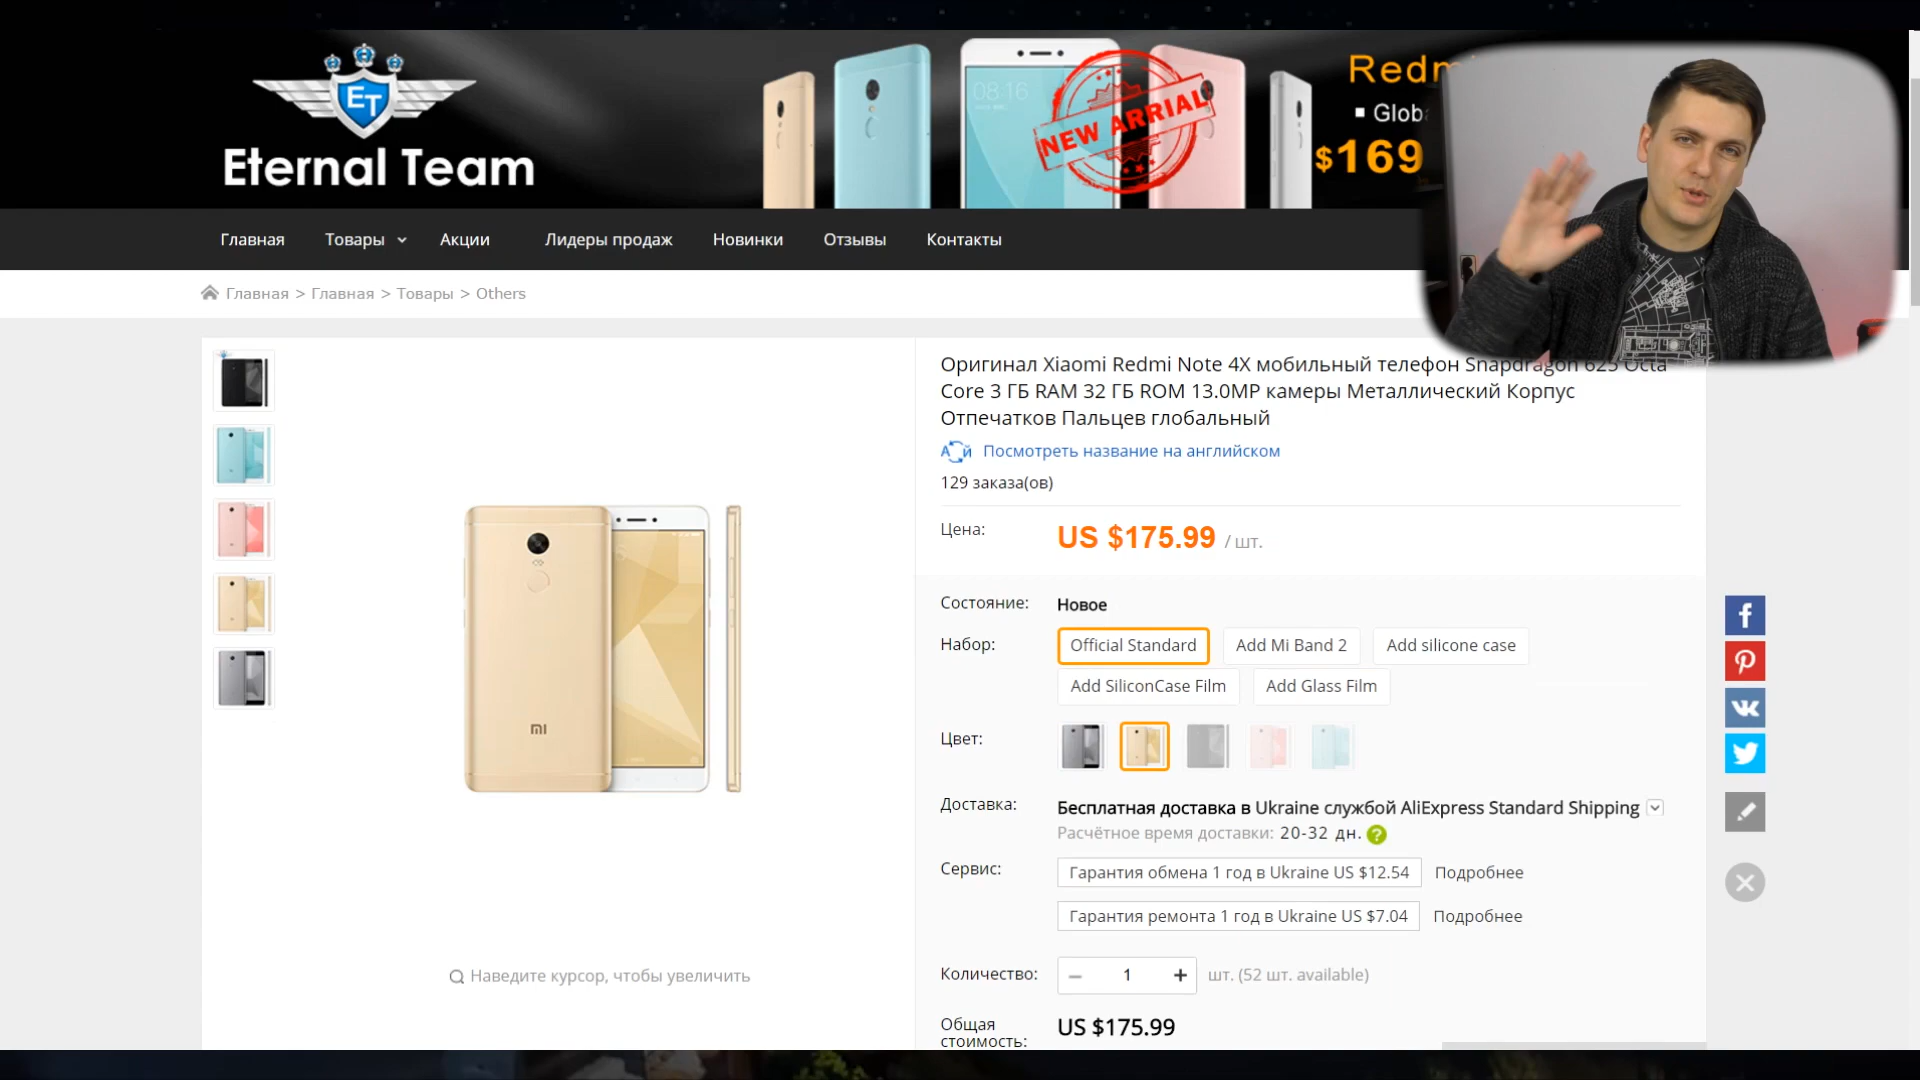 ET
Eternal Team
08:16
NEW ARRIAL
Redm
Glob
$169
Главная
Товары
Акции
Лидеры продаж
Новинки
Отзывы
Контакты
Главная > Главная > Товары > Others
Оригинал Xiaomi Redmi Note 4X мобильный телефон Snapdragon 625 Octa
Core 3 ГБ RAM 32 ГБ ROM 13.0MP камеры Металлический Корпус
Отпечатков Пальцев глобальный
Посмотреть название на английском
129 заказа(ов)
Цена:
US $175.99 / шт.
Состояние:
Новое
Набор:
Official Standard
Add Mi Band 2
Add silicone case
Add SiliconCase Film
Add Glass Film
Цвет:
Доставка:
Бесплатная доставка в Ukraine службой AliExpress Standard Shipping
Расчётное время доставки: 20-32 дн. ?
Сервис:
Гарантия обмена 1 год в Ukraine US $12.54
Подробнее
Гарантия ремонта 1 год в Ukraine US $7.04
Подробнее
Количество:
− 1 +
шт. (52 шт. available)
Общая
стоимость:
US $175.99
MI
Наведите курсор, чтобы увеличить